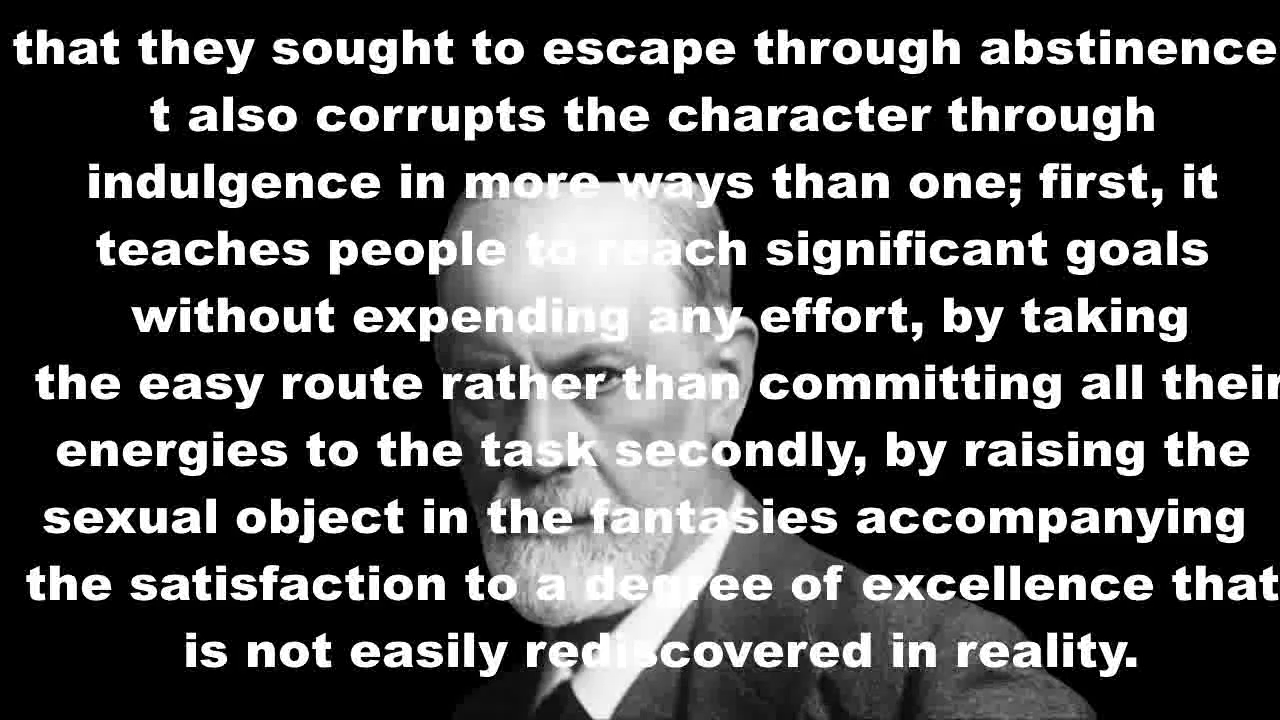 that they sought to escape through abstinence
t also corrupts the character through
indulgence in more ways than one; first, it
teaches people to reach significant goals
without expending any effort, by taking
the easy route rather than committing all their
energies to the task secondly, by raising the
sexual object in the fantasies accompanying
the satisfaction to a degree of excellence that
is not easily rediscovered in reality.